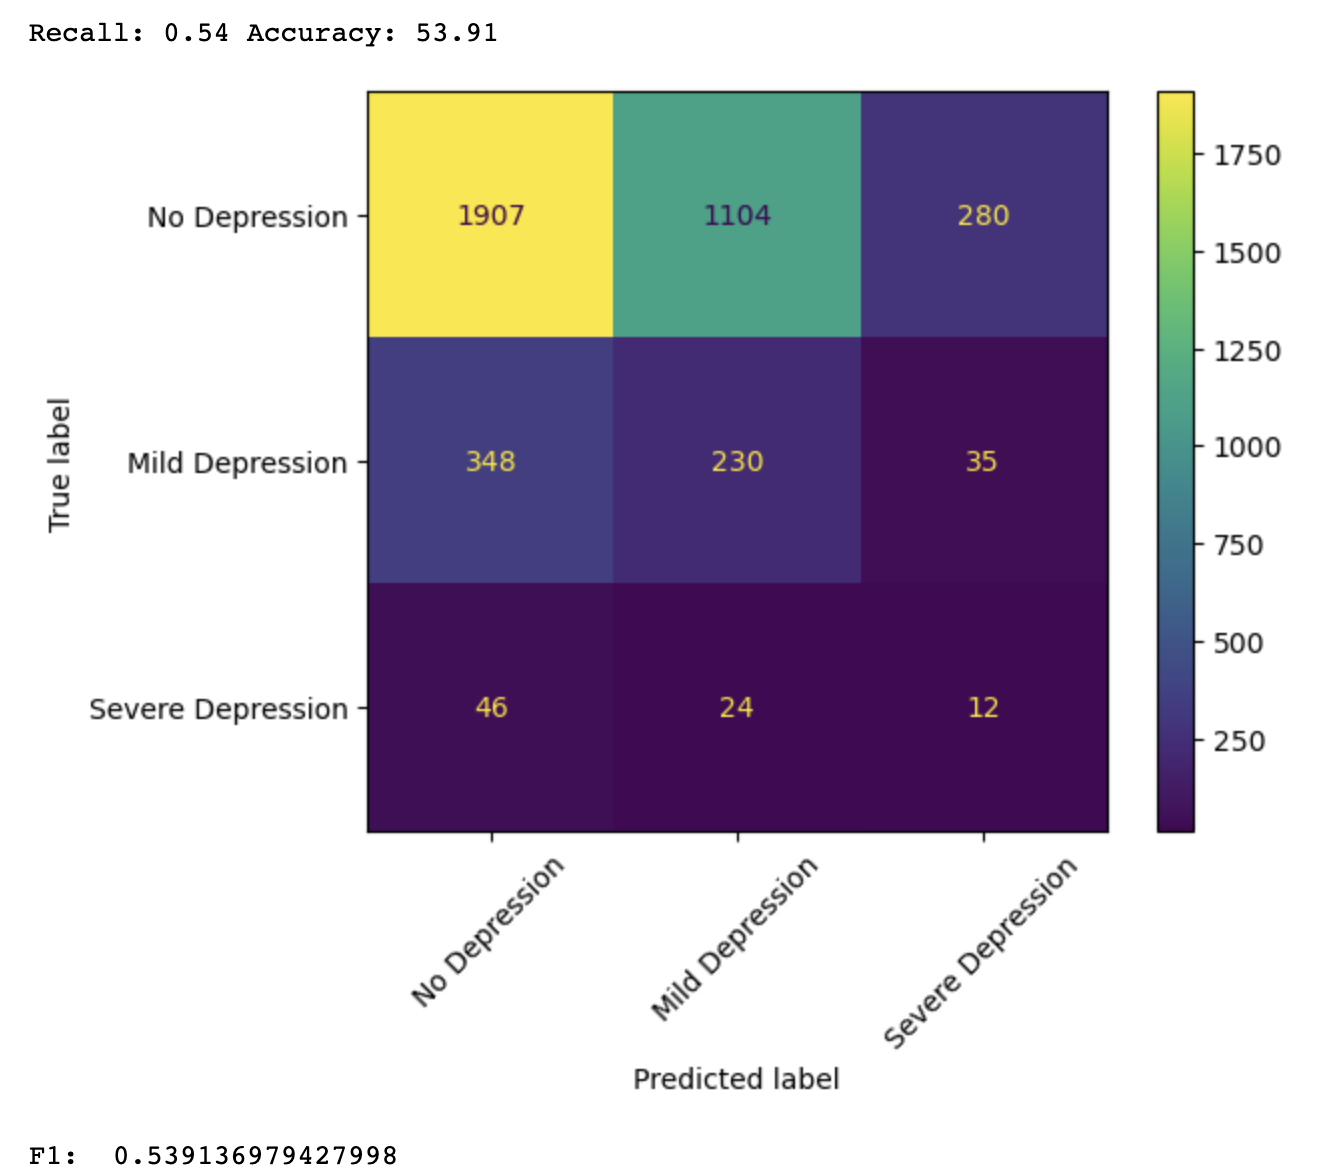 Recall: 0.54 Accuracy: 53.91
No Depression
1907 1104 280
Mild Depression
348 230 35
Severe Depression
46 24 12
True label
No Depression
Mild Depression
Severe Depression
Predicted label
1750
1500
1250
1000
750
500
250
F1: 0.539136979427998